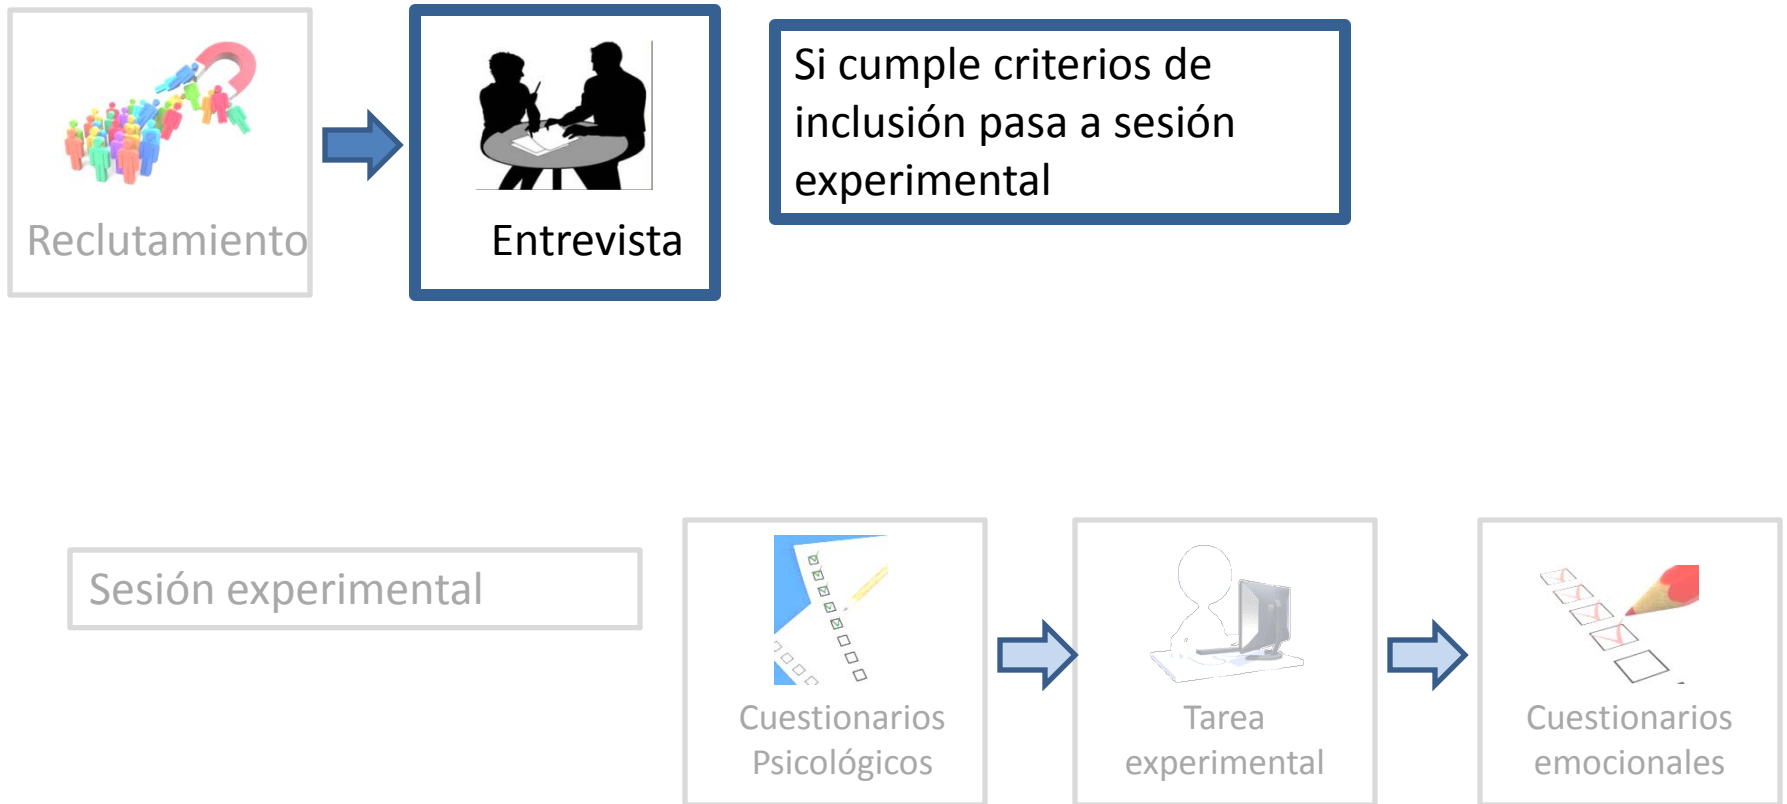 Reclutamiento
Entrevista
Si cumple criterios de
inclusión pasa a sesión
experimental
Sesión experimental
Cuestionarios
Psicológicos
Tarea
experimental
Cuestionarios
emocionales